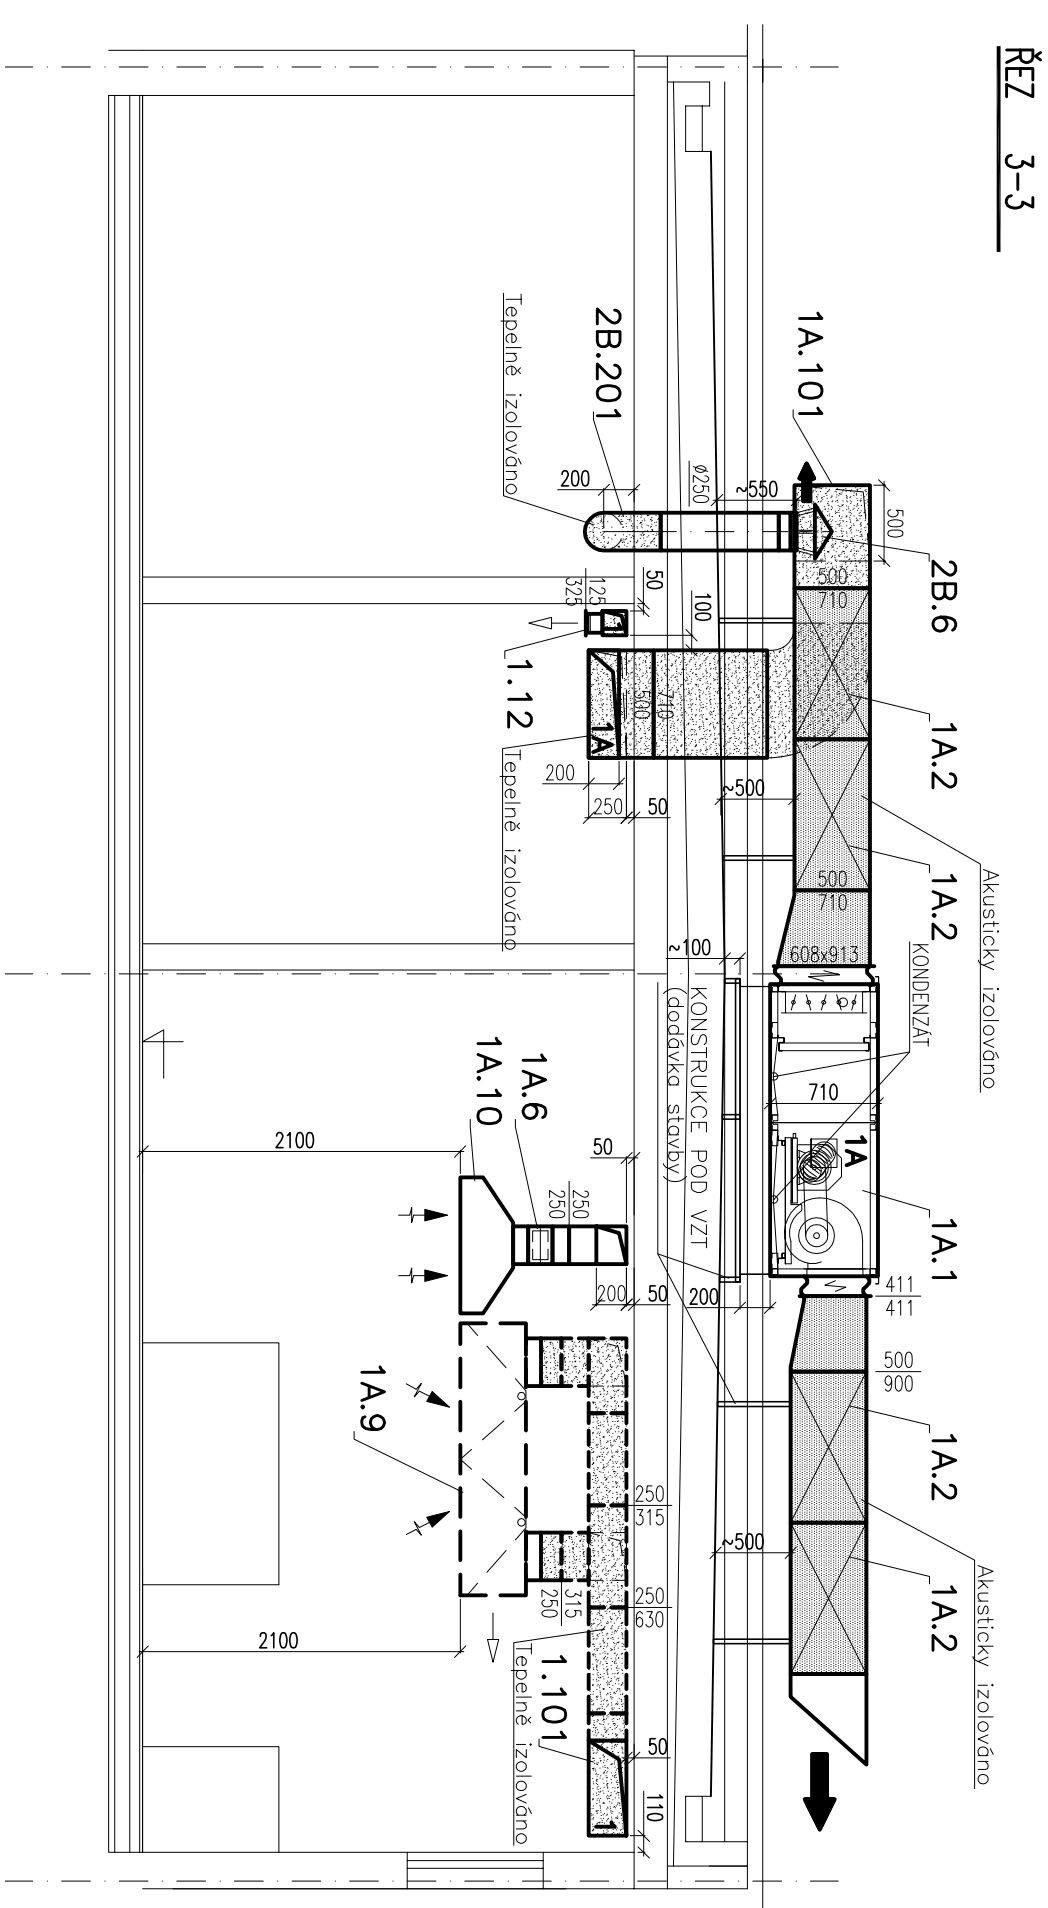 ŘEZ 3-3
1A.101
2B.6
1A.2
1A.2
Akusticky izolováno
KONDENZÁT
1A.1
1A.2
1A.2
Akusticky izolováno
500
500
710
500
710
608x913
710
1A
411
411
500
900
2B.201
Tepelně izolováno
200
Ø250
~550
125
325
50
100
1.12
710
500
1A
Tepelně izolováno
200
250
50
~500
~100
KONSTRUKCE POD VZT
(dodávka stavby)
200
~500
1A.10
1A.6
2100
50
250
250
200
50
1A.9
250
315
315
250
250
630
2100
1.101
Tepelně izolováno
50
110
1